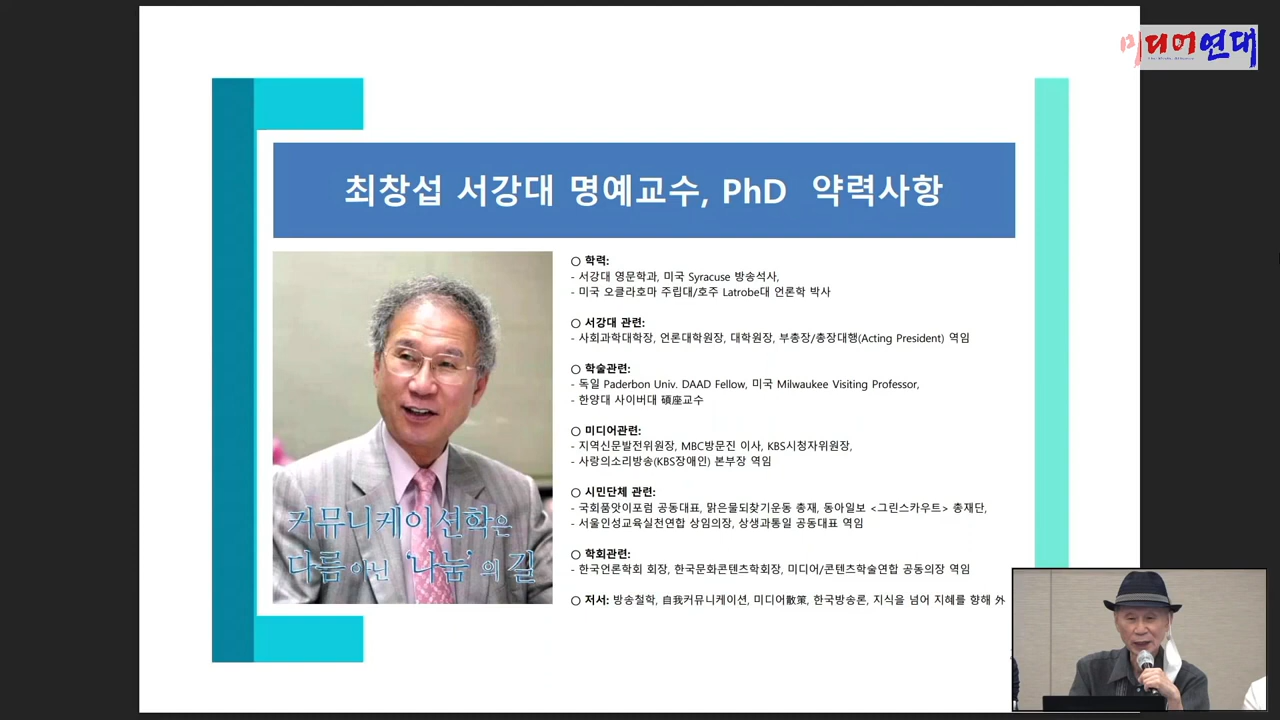 미디어연대
최창섭 서강대 명예교수, PhD 약력사항
○ 학력:
- 서강대 영문학과, 미국 Syracuse 방송석사,
- 미국 오클라호마 주립대/호주 Latrobe대 언론학 박사
○ 서강대 관련:
- 사회과학대학장, 언론대학원장, 대학원장, 부총장/총장대행(Acting President) 역임
○ 학술관련:
- 독일 Paderbon Univ. DAAD Fellow, 미국 Milwaukee Visiting Professor,
- 한양대 사이버대 碩座교수
○ 미디어관련:
- 지역신문발전위원장, MBC방문진 이사, KBS시청자위원장,
- 사랑의소리방송(KBS장애인) 본부장 역임
○ 시민단체 관련:
- 국회품앗이포럼 공동대표, 맑은물되찾기운동 총재, 동아일보 <그린스카우트> 총재단,
- 서울인성교육실천연합 상임의장, 상생과통일 공동대표 역임
○ 학회관련:
- 한국언론학회 회장, 한국문화콘텐츠학회장, 미디어/콘텐츠학술연합 공동의장 역임
○ 저서: 방송철학, 自我커뮤니케이션, 미디어散策, 한국방송론, 지식을 넘어 지혜를 향해 外
커뮤니케이션학은
다름아닌 '나눔'의 길